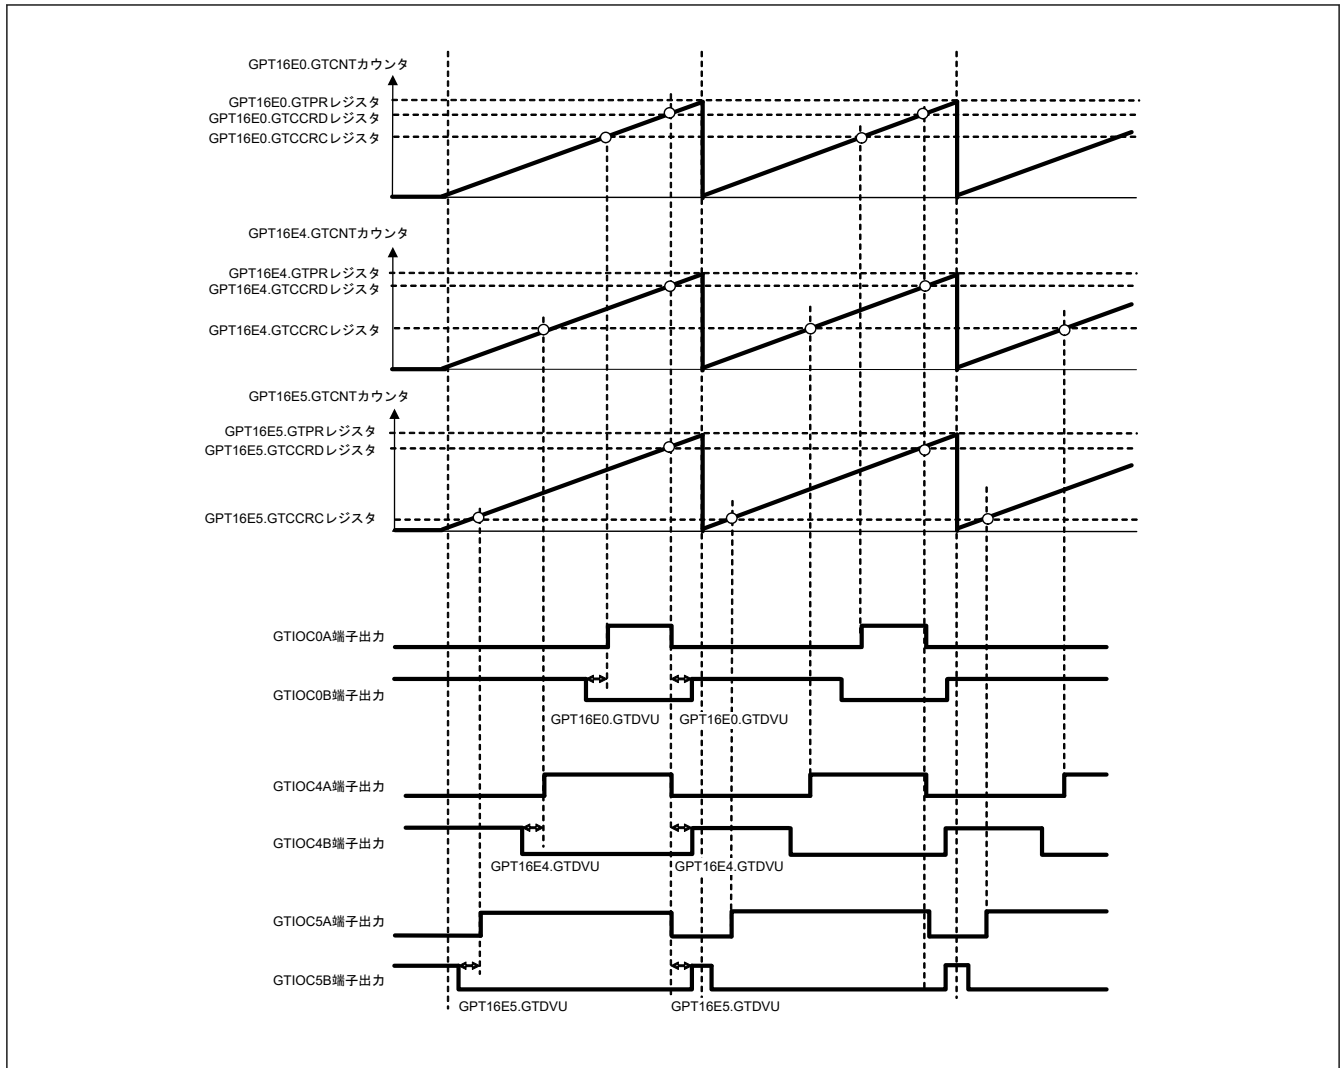 GPT16E0.GTCNTカウンタ
GPT16E0.GTPRレジスタ
GPT16E0.GTCCRDレジスタ
GPT16E0.GTCCRCレジスタ
GPT16E4.GTCNTカウンタ
GPT16E4.GTPRレジスタ
GPT16E4.GTCCRDレジスタ
GPT16E4.GTCCRCレジスタ
GPT16E5.GTCNTカウンタ
GPT16E5.GTPRレジスタ
GPT16E5.GTCCRDレジスタ
GPT16E5.GTCCRCレジスタ
GTIOC0A端子出力
GTIOC0B端子出力
GPT16E0.GTDVU GPT16E0.GTDVU
GTIOC4A端子出力
GTIOC4B端子出力
GPT16E4.GTDVU GPT16E4.GTDVU
GTIOC5A端子出力
GTIOC5B端子出力
GPT16E5.GTDVU GPT16E5.GTDVU